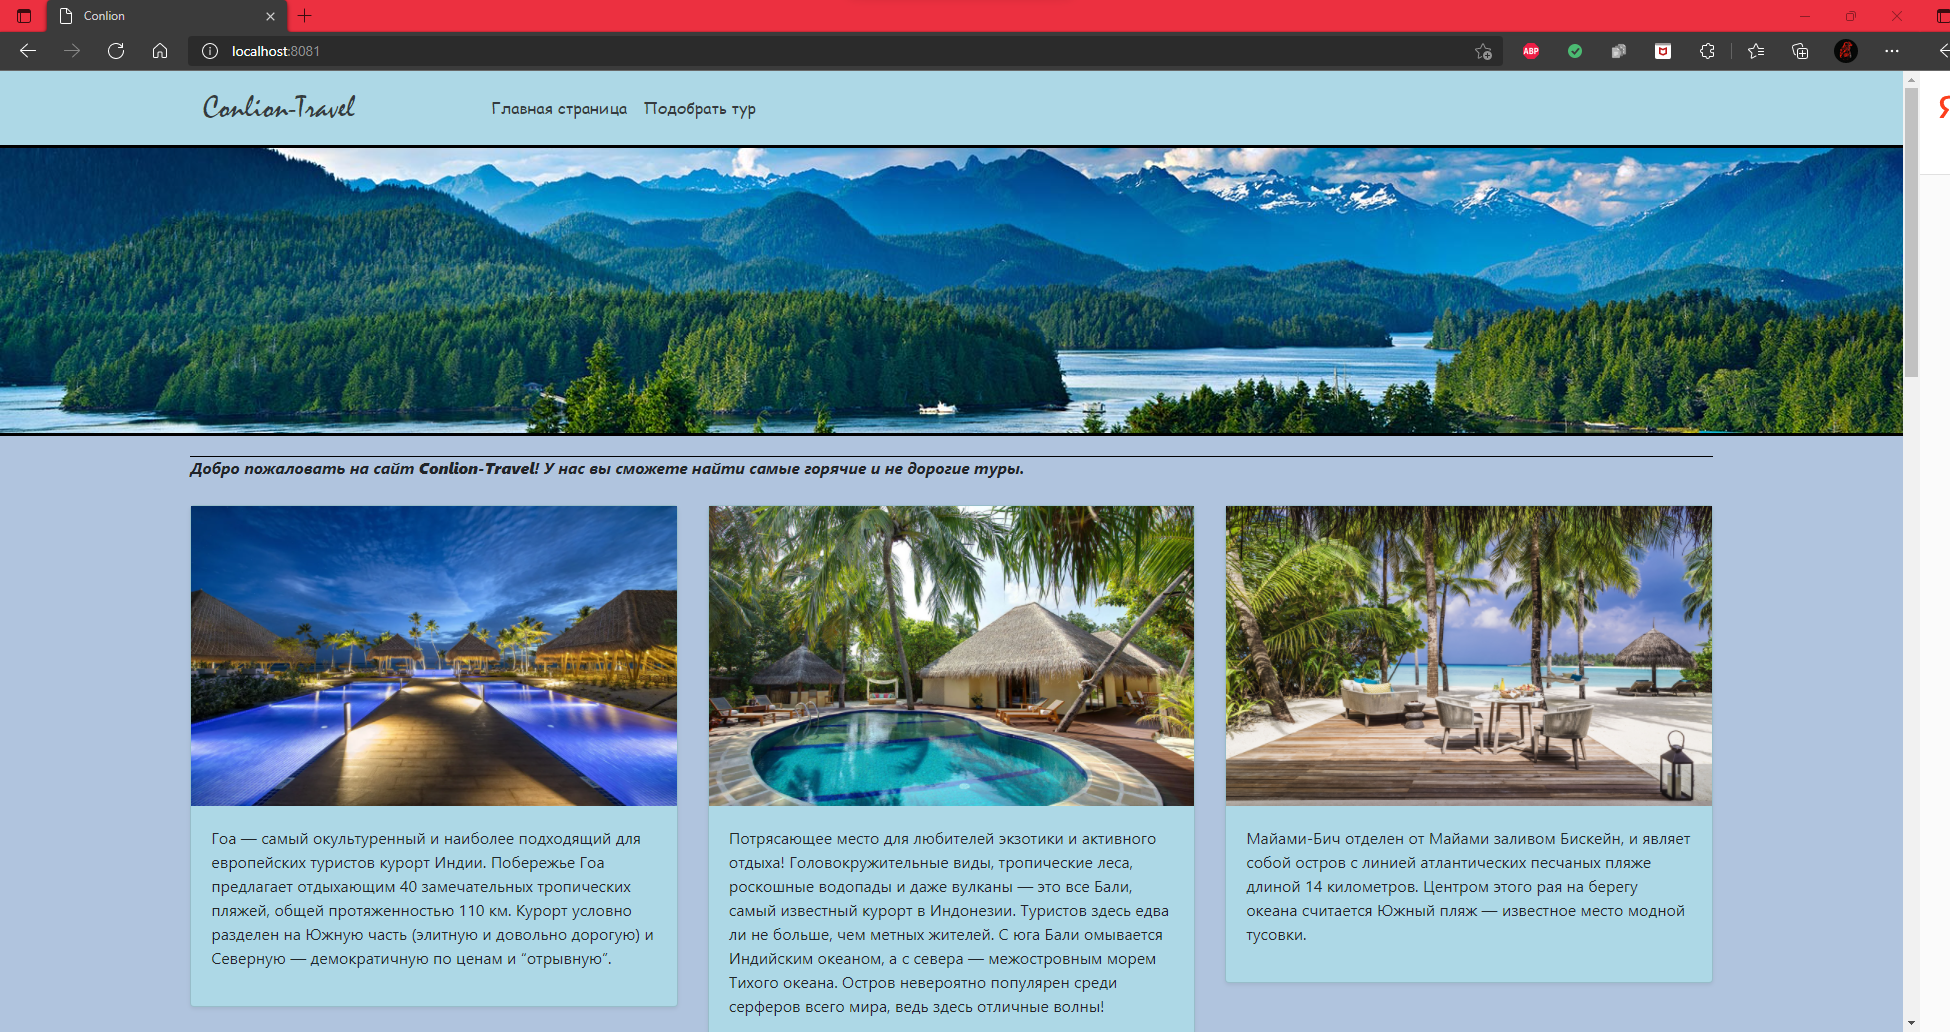 Conlion
localhost:8081
ABP
Я
Conlion-Travel
Главная страница
Подобрать тур
Добро пожаловать на сайт Conlion-Travel! У нас вы сможете найти самые горячие и не дорогие туры.
Гоа — самый окультуренный и наиболее подходящий для
европейских туристов курорт Индии. Побережье Гоа
предлагает отдыхающим 40 замечательных тропических
пляжей, общей протяженностью 110 км. Курорт условно
разделен на Южную часть (элитную и довольно дорогую) и
Северную — демократичную по ценам и “отрывную”.
Потрясающее место для любителей экзотики и активного
отдыха! Головокружительные виды, тропические леса,
роскошные водопады и даже вулканы — это все Бали,
самый известный курорт в Индонезии. Туристов здесь едва
ли не больше, чем метных жителей. С юга Бали омывается
Индийским океаном, а с севера — межостровным морем
Тихого океана. Остров невероятно популярен среди
серферов всего мира, ведь здесь отличные волны!
Майами-Бич отделен от Майами заливом Бискейн, и являет
собой остров с линией атлантических песчаных пляже
длиной 14 километров. Центром этого рая на берегу
океана считается Южный пляж — известное место модной
тусовки.